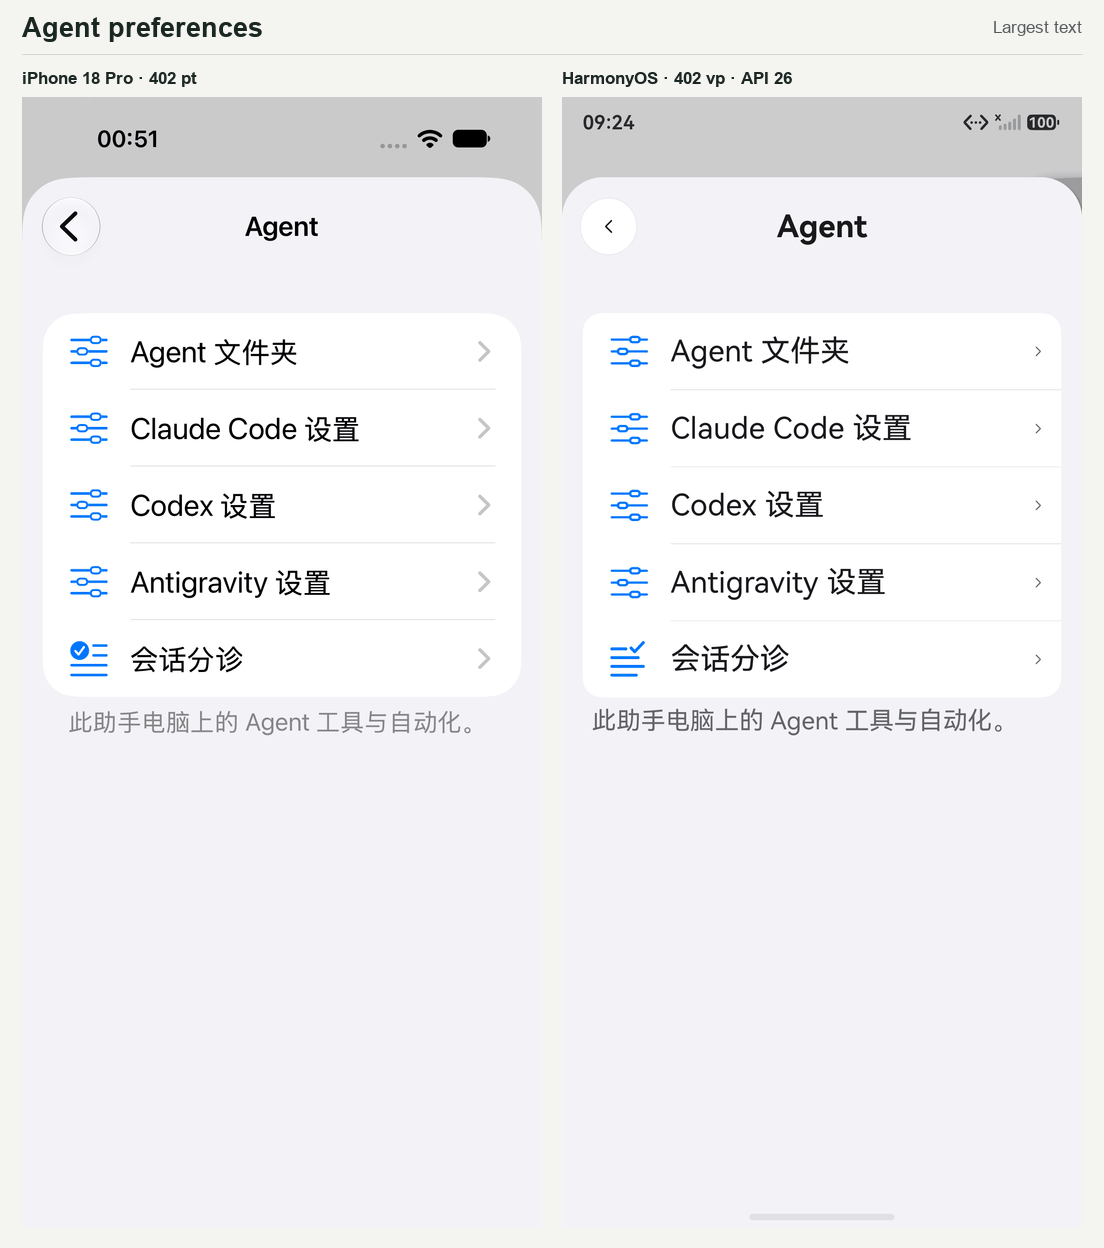 Agent preferences
Largest text
iPhone 18 Pro · 402 pt
00:51
Agent
Agent 文件夹
Claude Code 设置
Codex 设置
Antigravity 设置
会话分诊
此助手电脑上的 Agent 工具与自动化。
HarmonyOS · 402 vp · API 26
09:24
100
Agent
Agent 文件夹
Claude Code 设置
Codex 设置
Antigravity 设置
会话分诊
此助手电脑上的 Agent 工具与自动化。